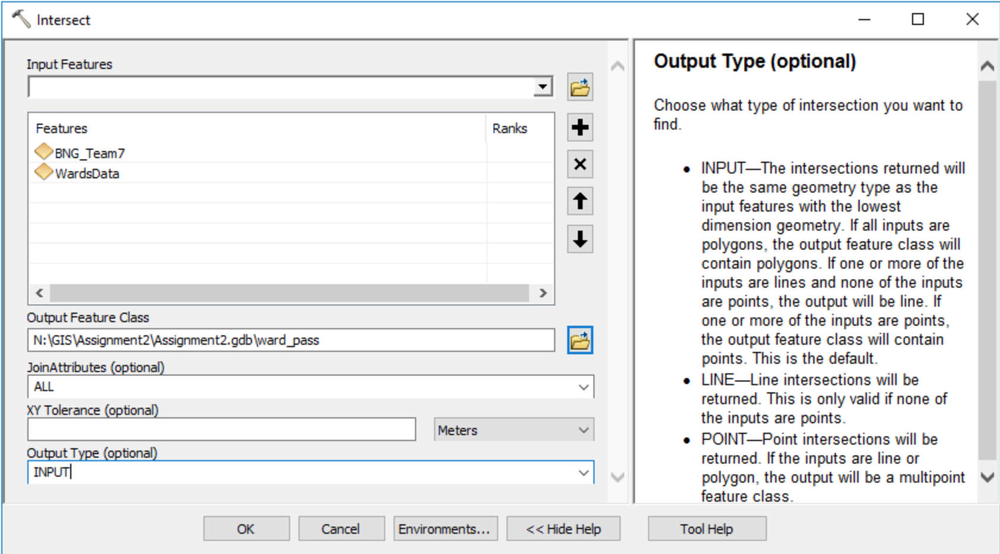 Intersect
Input Features
Features Ranks
BNG_Team7
WardsData
Output Feature Class
N:\GIS\Assignment2\Assignment2.gdb\ward_pass
JoinAttributes (optional)
ALL
XY Tolerance (optional)
Meters
Output Type (optional)
INPUT
Output Type (optional)
Choose what type of intersection you want to
find.
• INPUT—The intersections returned will
be the same geometry type as the
input features with the lowest
dimension geometry. If all inputs are
polygons, the output feature class will
contain polygons. If one or more of the
inputs are lines and none of the inputs
are points, the output will be line. If
one or more of the inputs are points,
the output feature class will contain
points. This is the default.
• LINE—Line intersections will be
returned. This is only valid if none of
the inputs are points.
• POINT—Point intersections will be
returned. If the inputs are line or
polygon, the output will be a multipoint
feature class.
OK Cancel Environments... << Hide Help Tool Help